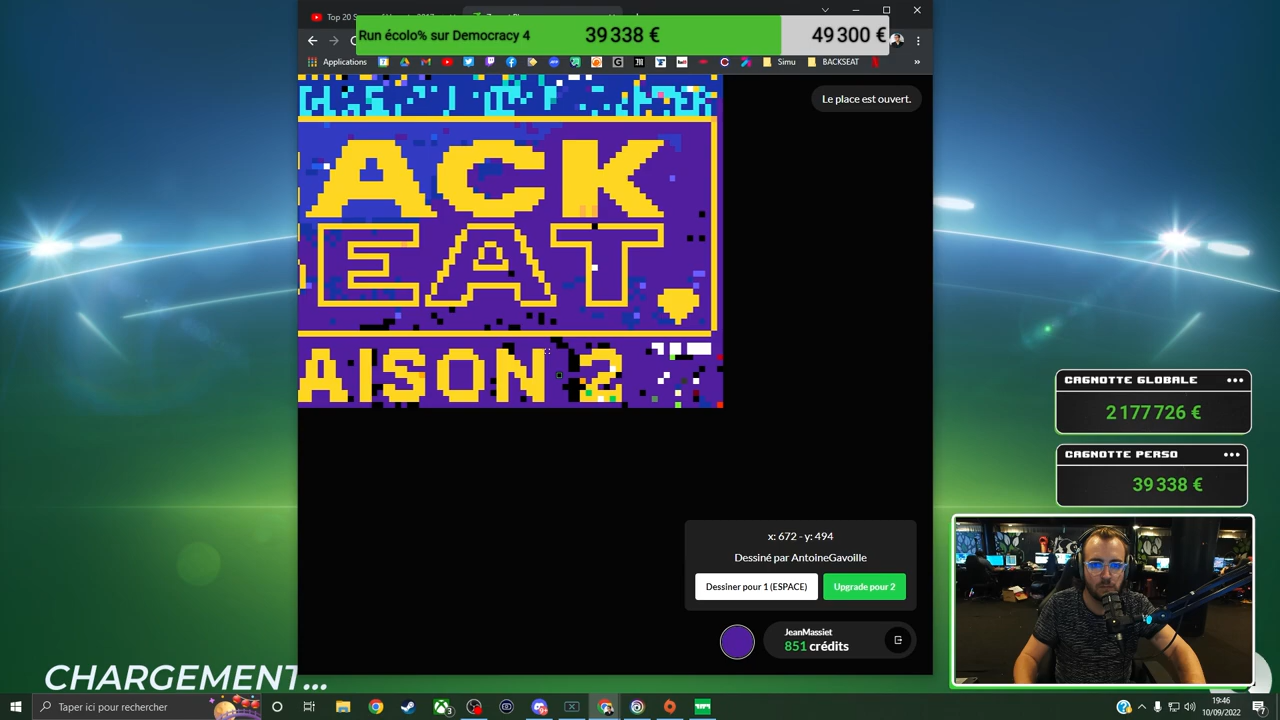 Top 20 S
Run écolo% sur Democracy 4
39 338 €
49 300 €
Applications
Simu
BACKSEAT
»
Le place est ouvert.
ACK
EAT
AISON 2
x: 672 - y: 494
Dessiné par AntoineGavoille
Dessiner pour 1 (ESPACE)
Upgrade pour 2
JeanMassiet
851 crédits
CAGNOTTE GLOBALE
2 177 726 €
CAGNOTTE PERSO
39 338 €
CHARGEMENT...
Taper ici pour rechercher
19:46
10/09/2022